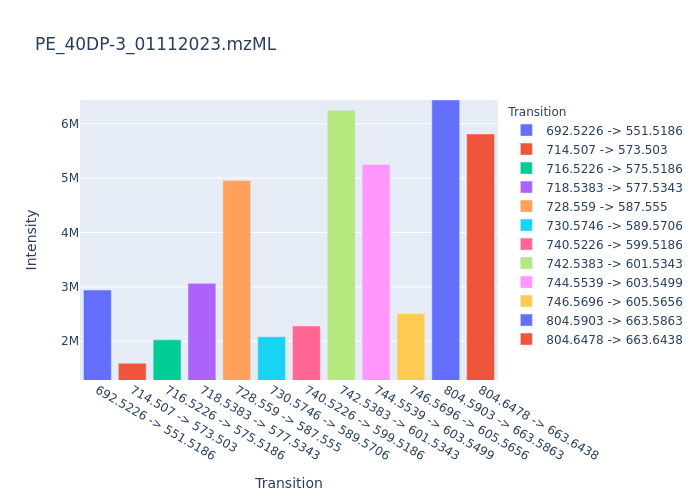 PE_40DP-3_01112023.mzML
6M
5M
4M
3M
2M
Intensity
692.5226 -> 551.5186
714.507 -> 573.503
716.5226 -> 575.5186
718.5383 -> 577.5343
728.559 -> 587.555
730.5746 -> 589.5706
740.5226 -> 599.5186
742.5383 -> 601.5343
744.5539 -> 603.5499
746.5696 -> 605.5656
804.5903 -> 663.5863
804.6478 -> 663.6438
Transition
Transition
692.5226 -> 551.5186
714.507 -> 573.503
716.5226 -> 575.5186
718.5383 -> 577.5343
728.559 -> 587.555
730.5746 -> 589.5706
740.5226 -> 599.5186
742.5383 -> 601.5343
744.5539 -> 603.5499
746.5696 -> 605.5656
804.5903 -> 663.5863
804.6478 -> 663.6438